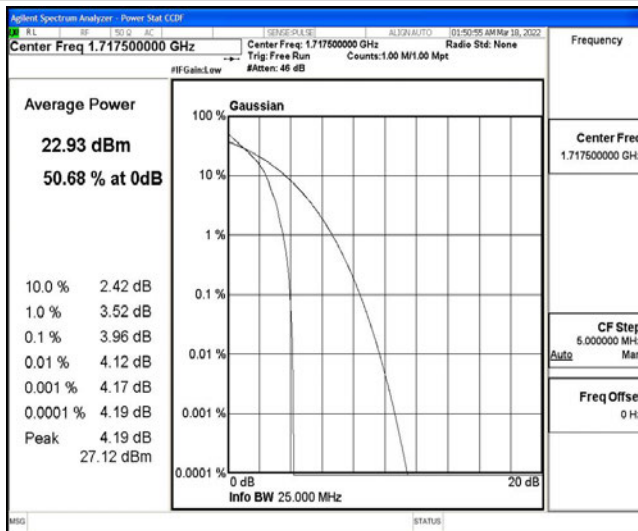 Agilent Spectrum Analyzer - Power Stat CCDF
RL RF 50 Ω AC SENSE:PULSE ALIGNAUTO 01:50:55 AM Mar 18, 2022
Center Freq 1.717500000 GHz
Center Freq: 1.717500000 GHz Radio Std: None
Trig: Free Run Counts:1.00 M/1.00 Mpt
#IFGain:Low #Atten: 46 dB
Frequency
Average Power
22.93 dBm
50.68 % at 0dB
10.0 % 2.42 dB
1.0 % 3.52 dB
0.1 % 3.96 dB
0.01 % 4.12 dB
0.001 % 4.17 dB
0.0001 % 4.19 dB
Peak 4.19 dB
27.12 dBm
Gaussian
100 %
10 %
1 %
0.1 %
0.01 %
0.001 %
0.0001 %
0 dB 20 dB
Info BW 25.000 MHz
Center Freq
1.717500000 GHz
CF Step
5.000000 MHz
Auto Man
Freq Offse
0 Hz
MSG STATUS